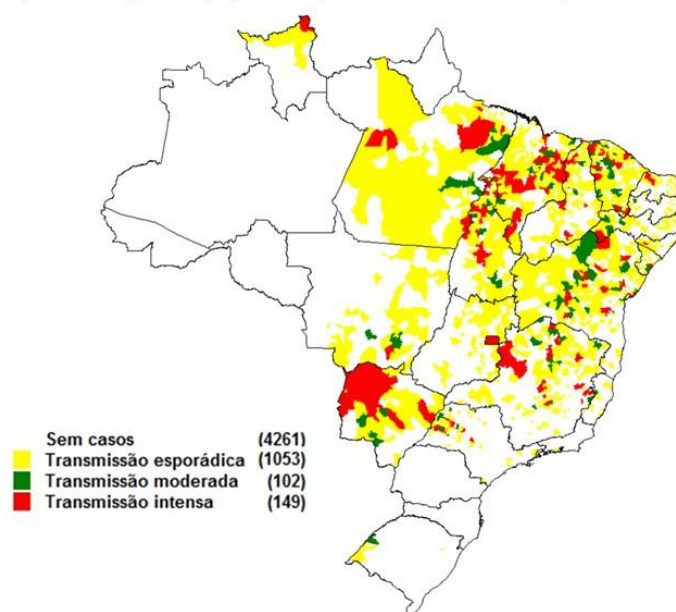 Sem casos (4261)
Transmissão esporádica (1053)
Transmissão moderada (102)
Transmissão intensa (149)